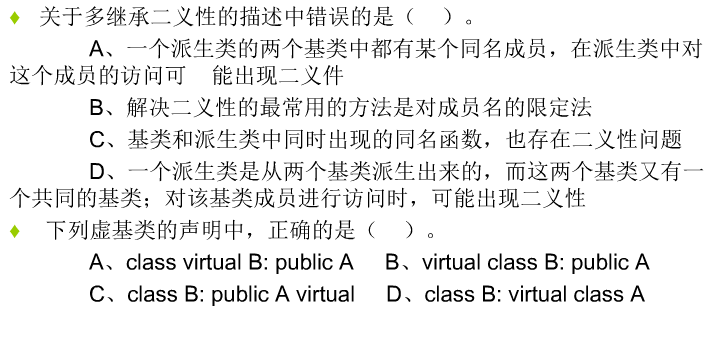 关于多继承二义性的描述中错误的是（ ）。
A、一个派生类的两个基类中都有某个同名成员，在派生类中对
这个成员的访问可 能出现二义件
B、解决二义性的最常用的方法是对成员名的限定法
C、基类和派生类中同时出现的同名函数，也存在二义性问题
D、一个派生类是从两个基类派生出来的，而这两个基类又有一
个共同的基类；对该基类成员进行访问时，可能出现二义性
下列虚基类的声明中，正确的是（ ）。
A、class virtual B: public A B、virtual class B: public A
C、class B: public A virtual D、class B: virtual class A